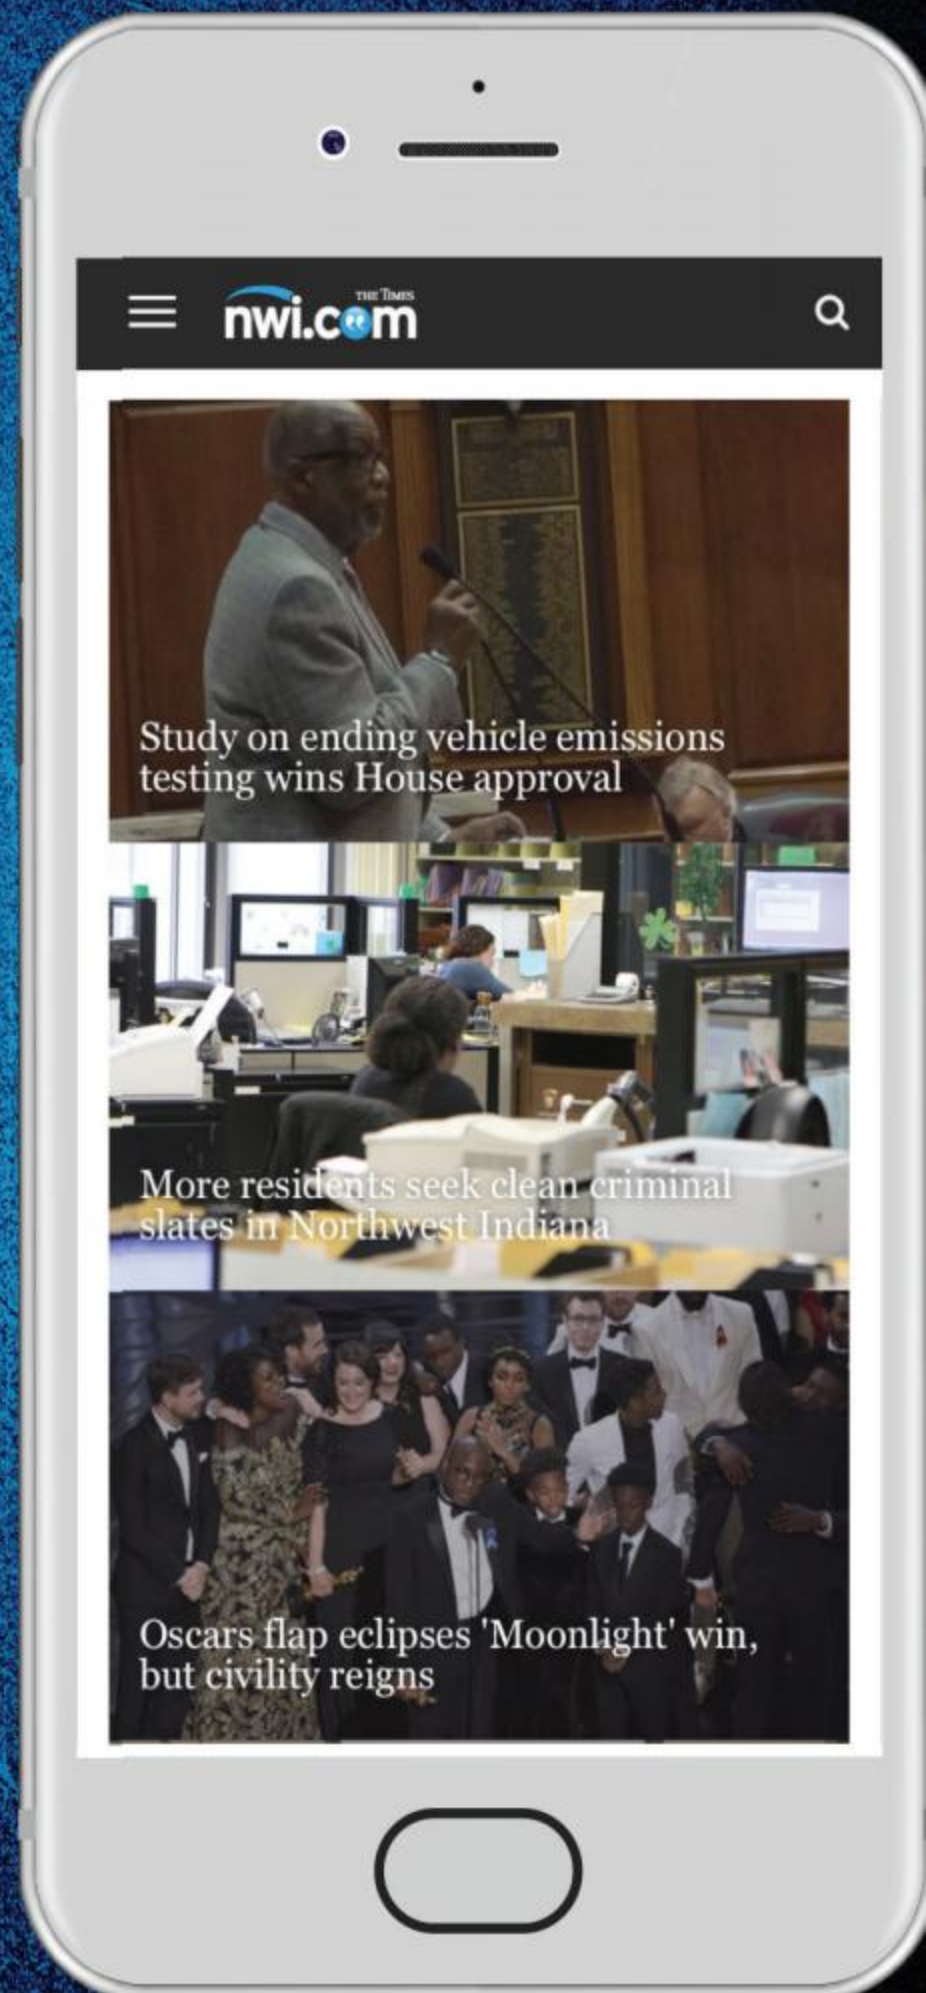 THE TIMES
nwi.com
Study on ending vehicle emissions
testing wins House approval
More residents seek clean criminal
slates in Northwest Indiana
Oscars flap eclipses 'Moonlight' win,
but civility reigns